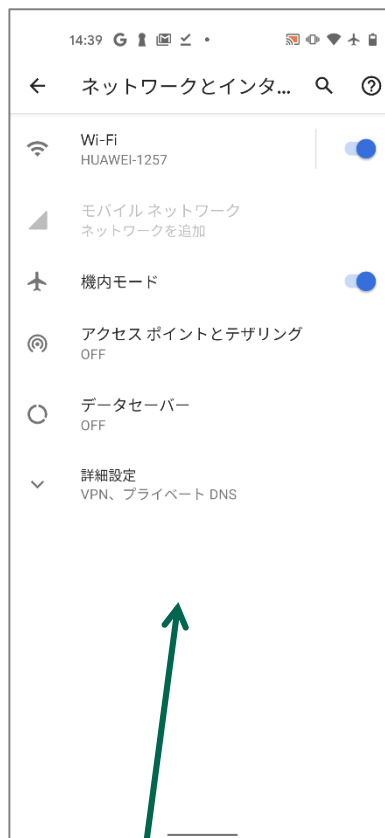 14:39
ネットワークとインタ...
Wi-Fi
HUAWEI-1257
モバイル ネットワーク
ネットワークを追加
機内モード
アクセス ポイントとテザリング
OFF
データセーバー
OFF
詳細設定
VPN、プライベート DNS